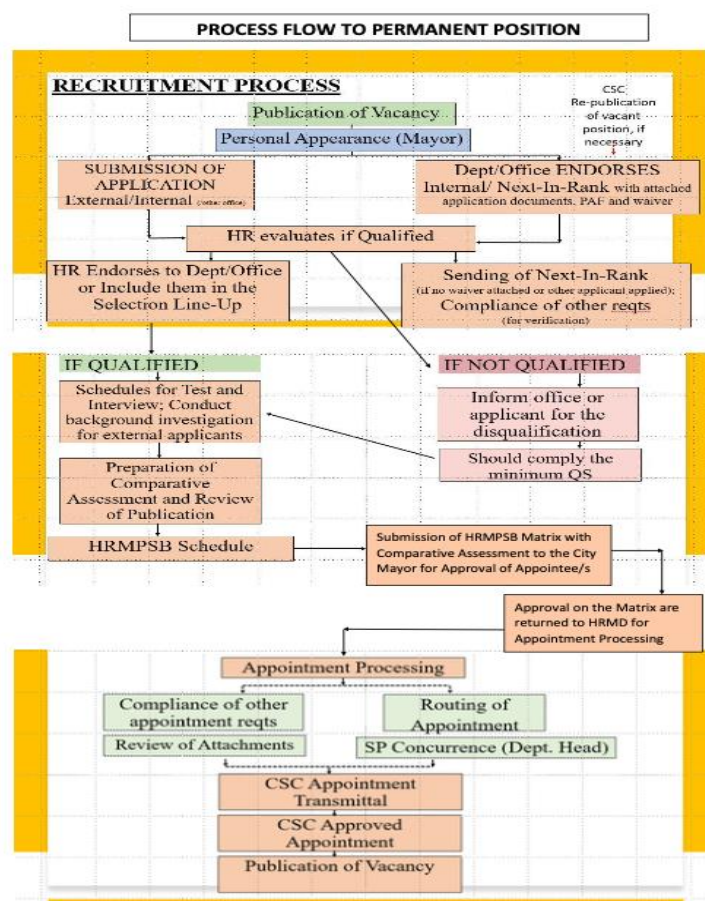 PROCESS FLOW TO PERMANENT POSITION
RECRUITMENT PROCESS
CSC
Re-publication
of vacant
position, if
necessary
Publication of Vacancy
Personal Appearance (Mayor)
SUBMISSION OF
APPLICATION
External/Internal (other office)
Dept/Office ENDORSES
Internal/ Next-In-Rank with attached
application documents, PAF and waiver
HR evaluates if Qualified
HR Endorses to Dept/Office
or Include them in the
Selectron Line-Up
Sending of Next-In-Rank
(if no waiver attached or other applicant applied);
Compliance of other reqts
(for verification)
IF QUALIFIED
IF NOT QUALIFIED
Schedules for Test and
Interview; Conduct
background investigation
for external applicants
Inform office or
applicant for the
disqualification
Should comply the
minimum QS
Preparation of
Comparative
Assessment and Review
of Publication
HRMPSB Schedule
Submission of HRMPSB Matrix with
Comparative Assessment to the City
Mayor for Approval of Appointee/s
Approval on the Matrix are
returned to HRMD for
Appointment Processing
Appointment Processing
Compliance of other
appointment reqts
Routing of
Appointment
Review of Attachments
SP Concurrence (Dept. Head)
CSC Appointment
Transmittal
CSC Approved
Appointment
Publication of Vacancy